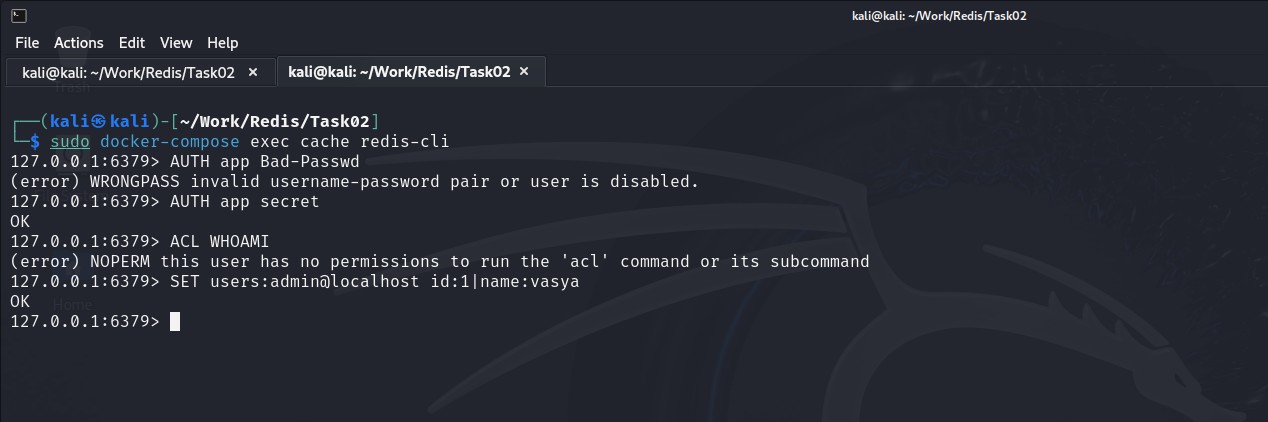 kali@kali: ~/Work/Redis/Task02
File Actions Edit View Help
kali@kali: ~/Work/Redis/Task02 × kali@kali: ~/Work/Redis/Task02 ×
Trash
┌──(kali㉿kali)-[~/Work/Redis/Task02]
└─$ sudo docker-compose exec cache redis-cli
127.0.0.1:6379> AUTH app Bad-Passwd
(error) WRONGPASS invalid username-password pair or user is disabled.
127.0.0.1:6379> AUTH app secret
OK
127.0.0.1:6379> ACL WHOAMI
(error) NOPERM this user has no permissions to run the 'acl' command or its subcommand
127.0.0.1:6379> SET users:admin@localhost id:1|name:vasya
OK
Home
127.0.0.1:6379>